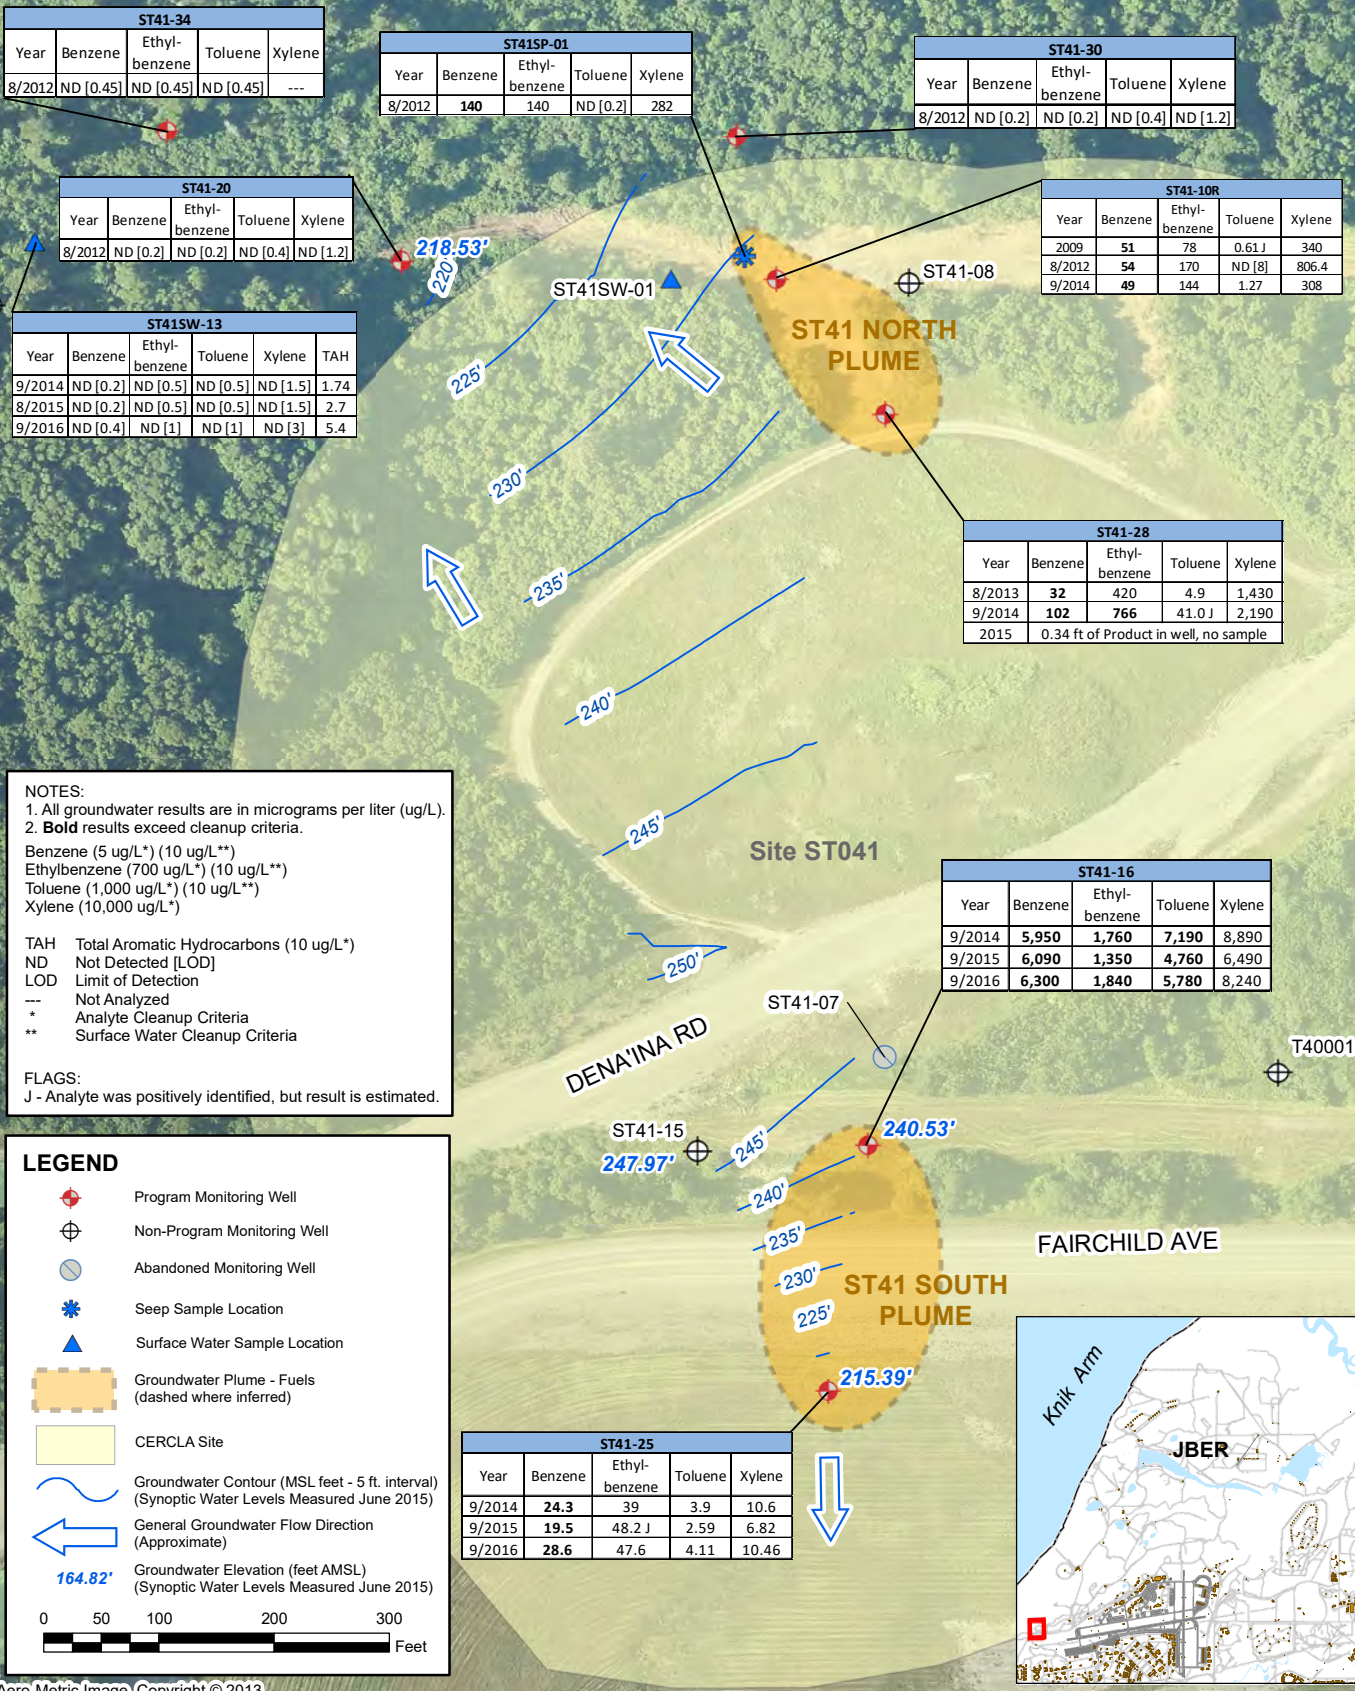 ST41-34
Year Benzene Ethyl-benzene Toluene Xylene
8/2012 ND [0.45] ND [0.45] ND [0.45] ---
ST41SP-01
Year Benzene Ethyl-benzene Toluene Xylene
8/2012 140 140 ND [0.2] 282
ST41-30
Year Benzene Ethyl-benzene Toluene Xylene
8/2012 ND [0.2] ND [0.2] ND [0.4] ND [1.2]
ST41-20
Year Benzene Ethyl-benzene Toluene Xylene
8/2012 ND [0.2] ND [0.2] ND [0.4] ND [1.2]
ST41-10R
Year Benzene Ethyl-benzene Toluene Xylene
2009 51 78 0.61 J 340
8/2012 54 170 ND [8] 806.4
9/2014 49 144 1.27 308
218.53'
220'
ST41SW-01
ST41-08
ST41 NORTH
PLUME
ST41SW-13
Year Benzene Ethyl-benzene Toluene Xylene TAH
9/2014 ND [0.2] ND [0.5] ND [0.5] ND [1.5] 1.74
8/2015 ND [0.2] ND [0.5] ND [0.5] ND [1.5] 2.7
9/2016 ND [0.4] ND [1] ND [1] ND [3] 5.4
225'
230'
235'
240'
245'
250'
ST41-28
Year Benzene Ethyl-benzene Toluene Xylene
8/2013 32 420 4.9 1,430
9/2014 102 766 41.0 J 2,190
2015 0.34 ft of Product in well, no sample
NOTES:
1. All groundwater results are in micrograms per liter (ug/L).
2. Bold results exceed cleanup criteria.
Benzene (5 ug/L*) (10 ug/L**)
Ethylbenzene (700 ug/L*) (10 ug/L**)
Toluene (1,000 ug/L*) (10 ug/L**)
Xylene (10,000 ug/L*)
TAH Total Aromatic Hydrocarbons (10 ug/L*)
ND Not Detected [LOD]
LOD Limit of Detection
--- Not Analyzed
* Analyte Cleanup Criteria
** Surface Water Cleanup Criteria
FLAGS:
J - Analyte was positively identified, but result is estimated.
Site ST041
ST41-16
Year Benzene Ethyl-benzene Toluene Xylene
9/2014 5,950 1,760 7,190 8,890
9/2015 6,090 1,350 4,760 6,490
9/2016 6,300 1,840 5,780 8,240
ST41-07
DENA'INA RD
T40001
ST41-15
247.97'
240.53'
245'
240'
235'
230'
225'
FAIRCHILD AVE
ST41 SOUTH
PLUME
215.39'
ST41-25
Year Benzene Ethyl-benzene Toluene Xylene
9/2014 24.3 39 3.9 10.6
9/2015 19.5 48.2 J 2.59 6.82
9/2016 28.6 47.6 4.11 10.46
LEGEND
Program Monitoring Well
Non-Program Monitoring Well
Abandoned Monitoring Well
Seep Sample Location
Surface Water Sample Location
Groundwater Plume - Fuels
(dashed where inferred)
CERCLA Site
Groundwater Contour (MSL feet - 5 ft. interval)
(Synoptic Water Levels Measured June 2015)
General Groundwater Flow Direction
(Approximate)
164.82' Groundwater Elevation (feet AMSL)
(Synoptic Water Levels Measured June 2015)
0 50 100 200 300
Feet
Knik Arm
JBER
Aero-Metric Image, Copyright © 2013